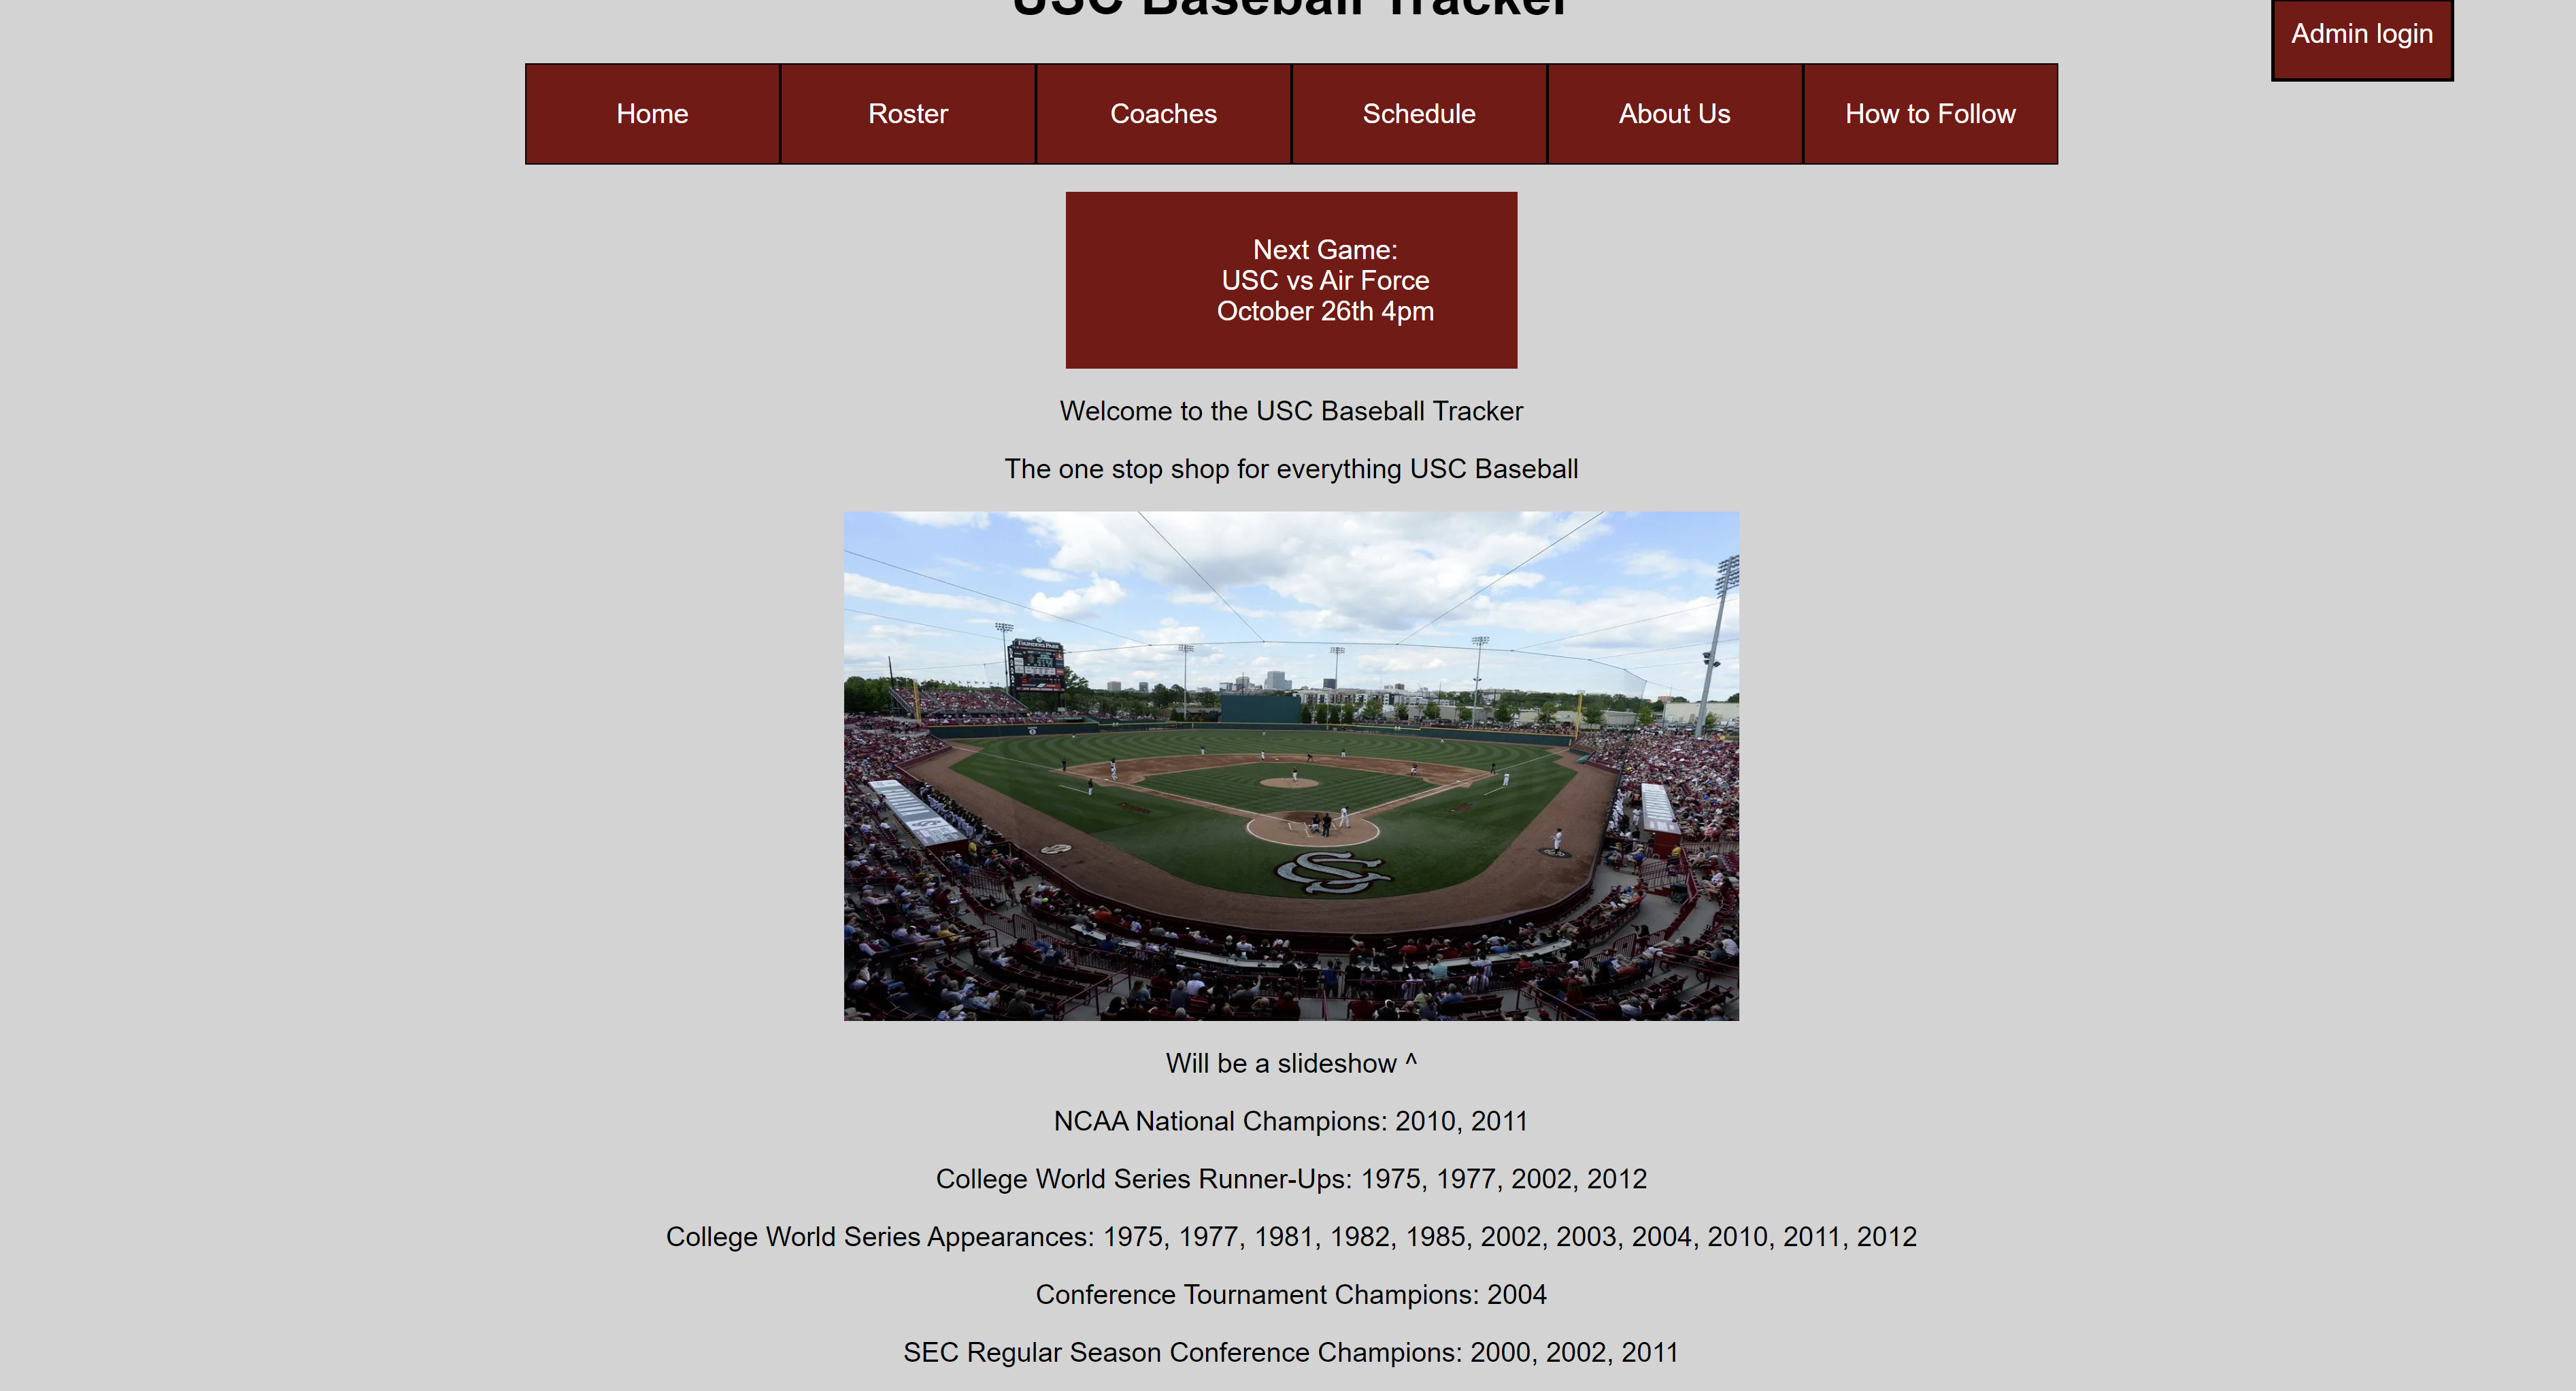 USC Baseball Tracker
Admin login
Home
Roster
Coaches
Schedule
About Us
How to Follow
Next Game:
USC vs Air Force
October 26th 4pm
Welcome to the USC Baseball Tracker
The one stop shop for everything USC Baseball
SC
Will be a slideshow ^
NCAA National Champions: 2010, 2011
College World Series Runner-Ups: 1975, 1977, 2002, 2012
College World Series Appearances: 1975, 1977, 1981, 1982, 1985, 2002, 2003, 2004, 2010, 2011, 2012
Conference Tournament Champions: 2004
SEC Regular Season Conference Champions: 2000, 2002, 2011